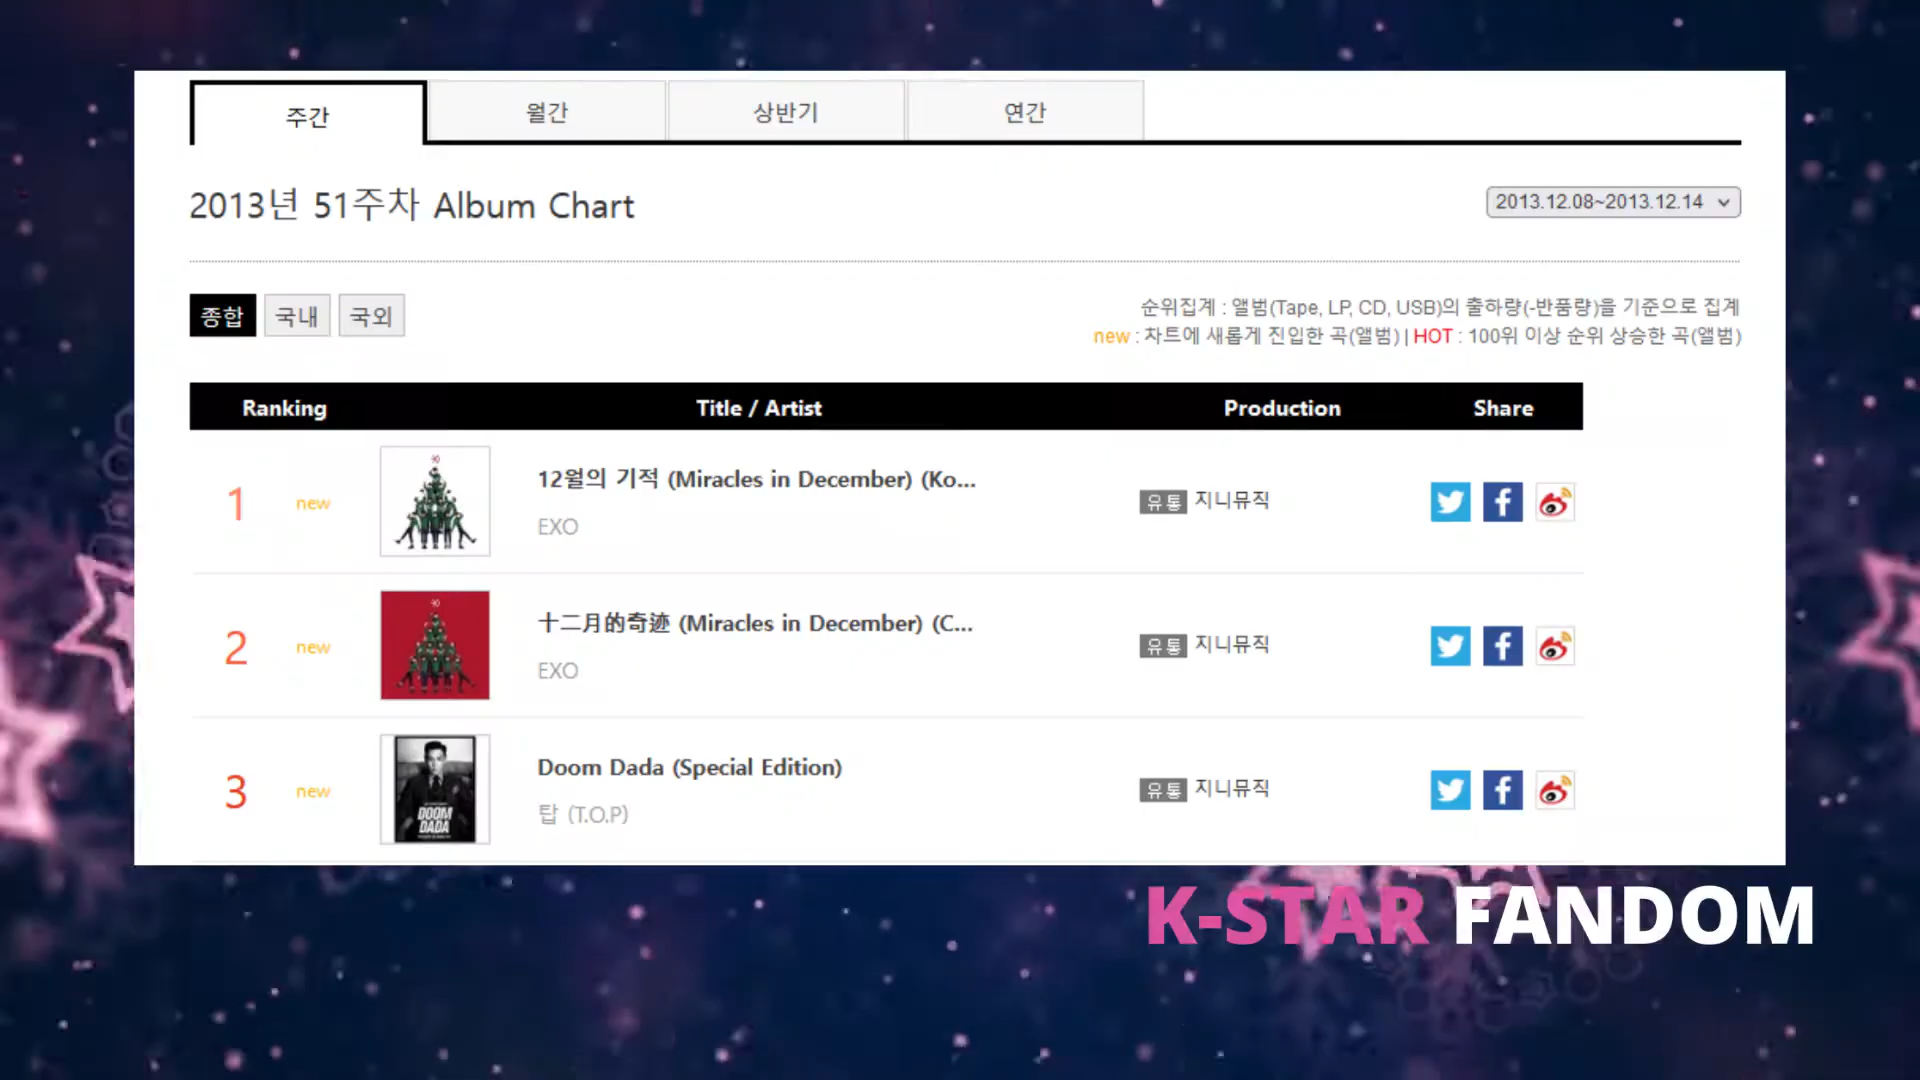 주간
월간
상반기
연간
2013년 51주차 Album Chart
2013.12.08~2013.12.14
종합
국내
국외
순위집계 : 앨범(Tape, LP, CD, USB)의 출하량(-반품량)을 기준으로 집계
new : 차트에 새롭게 진입한 곡(앨범) | HOT : 100위 이상 순위 상승한 곡(앨범)
Ranking
Title / Artist
Production
Share
1
new
12월의 기적 (Miracles in December) (Ko...
EXO
유통 지니뮤직
2
new
十二月的奇迹 (Miracles in December) (C...
EXO
유통 지니뮤직
3
new
DOOM
DADA
Doom Dada (Special Edition)
탑 (T.O.P)
유통 지니뮤직
K-STAR FANDOM